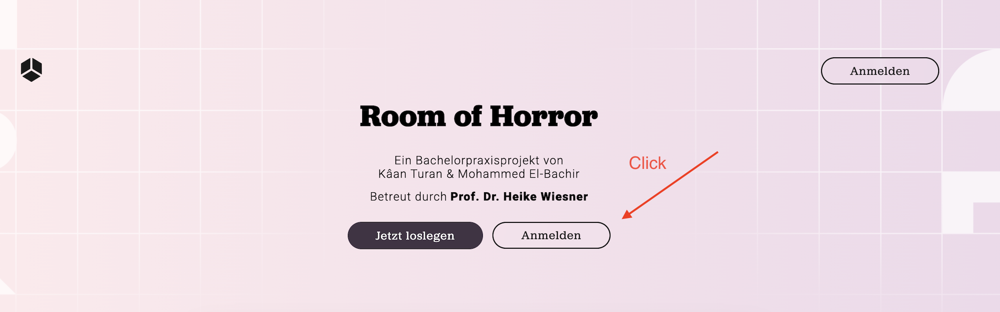 Anmelden
Room of Horror
Ein Bachelorpraxisprojekt von
Kâan Turan & Mohammed El-Bachir
Click
Betreut durch Prof. Dr. Heike Wiesner
Jetzt loslegen
Anmelden